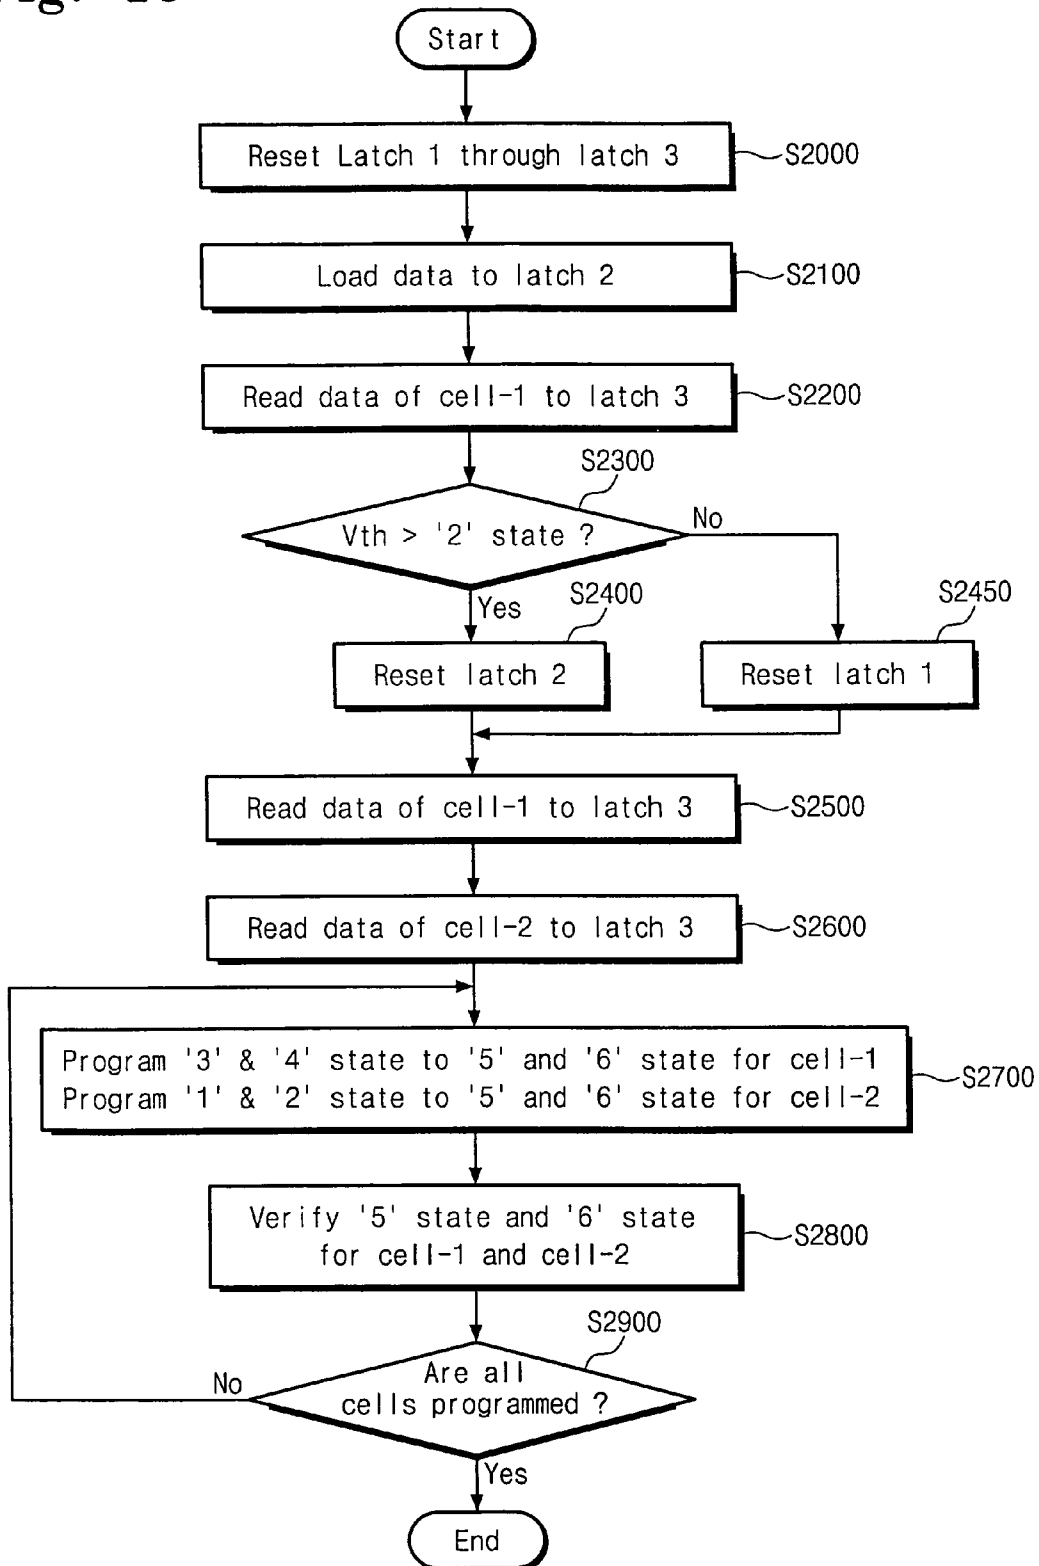 Start
Reset Latch 1 through latch 3
S2000
Load data to latch 2
S2100
Read data of cell-1 to latch 3
S2200
S2300
Vth > '2' state ?
No
Yes
S2400
S2450
Reset latch 2
Reset latch 1
Read data of cell-1 to latch 3
S2500
Read data of cell-2 to latch 3
S2600
Program '3' & '4' state to '5' and '6' state for cell-1
Program '1' & '2' state to '5' and '6' state for cell-2
S2700
Verify '5' state and '6' state
for cell-1 and cell-2
S2800
S2900
Are all
cells programmed ?
No
Yes
End